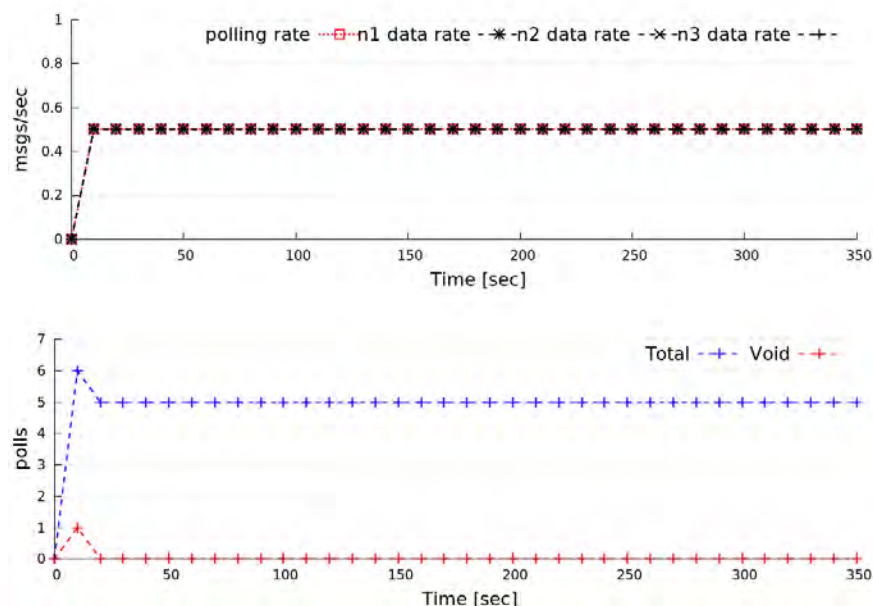 1
polling rate n1 data rate n2 data rate n3 data rate
0.8
0.6
0.4
0.2
0
msgs/sec
0 50 100 150 200 250 300 350
Time [sec]
7
Total Void
6
5
4
3
2
1
0
polls
0 50 100 150 200 250 300 350
Time [sec]